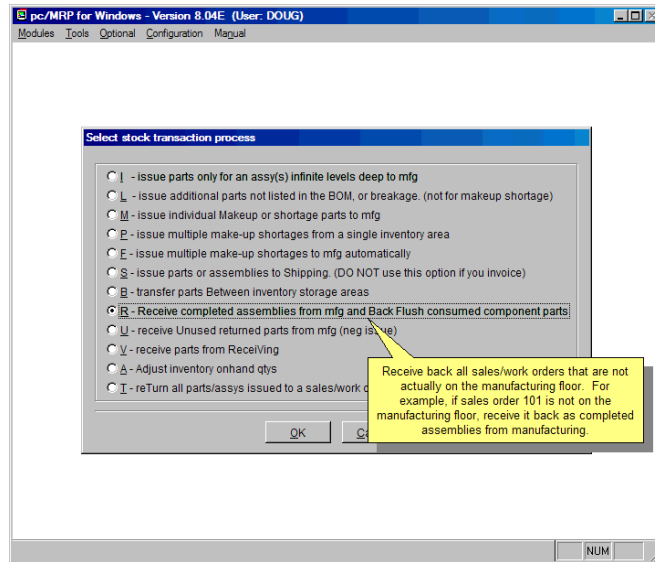 pc/MRP for Windows - Version 8.04E (User: DOUG)
Modules Tools Optional Configuration Manual
Select stock transaction process
I - issue parts only for an assy(s) infinite levels deep to mfg
L - issue additional parts not listed in the BOM, or breakage. (not for makeup shortage)
M - issue individual Makeup or shortage parts to mfg
P - issue multiple make-up shortages from a single inventory area
F - issue multiple make-up shortages to mfg automatically
S - issue parts or assemblies to Shipping. (DO NOT use this option if you invoice)
B - transfer parts Between inventory storage areas
R - Receive completed assemblies from mfg and Back Flush consumed component parts
U - receive Unused returned parts from mfg (neg issue)
V - receive parts from ReceiVing
A - Adjust inventory onhand qtys
T - reTurn all parts/assys issued to a sales/work
Receive back all sales/work orders that are not
actually on the manufacturing floor. For
example, if sales order 101 is not on the
manufacturing floor, receive it back as completed
assemblies from manufacturing.
OK
NUM